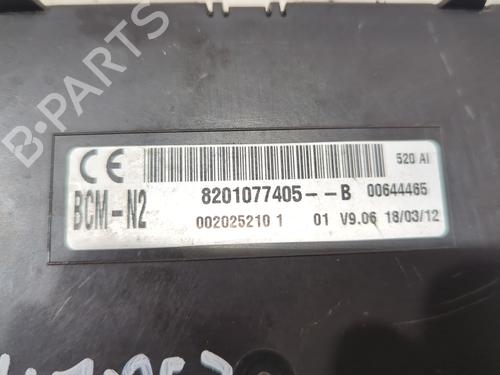 B-PARTS
CE 520 AI
BCM-N2 8201077405--B 00644465
002025210 1 01 V9.06 18/03/12